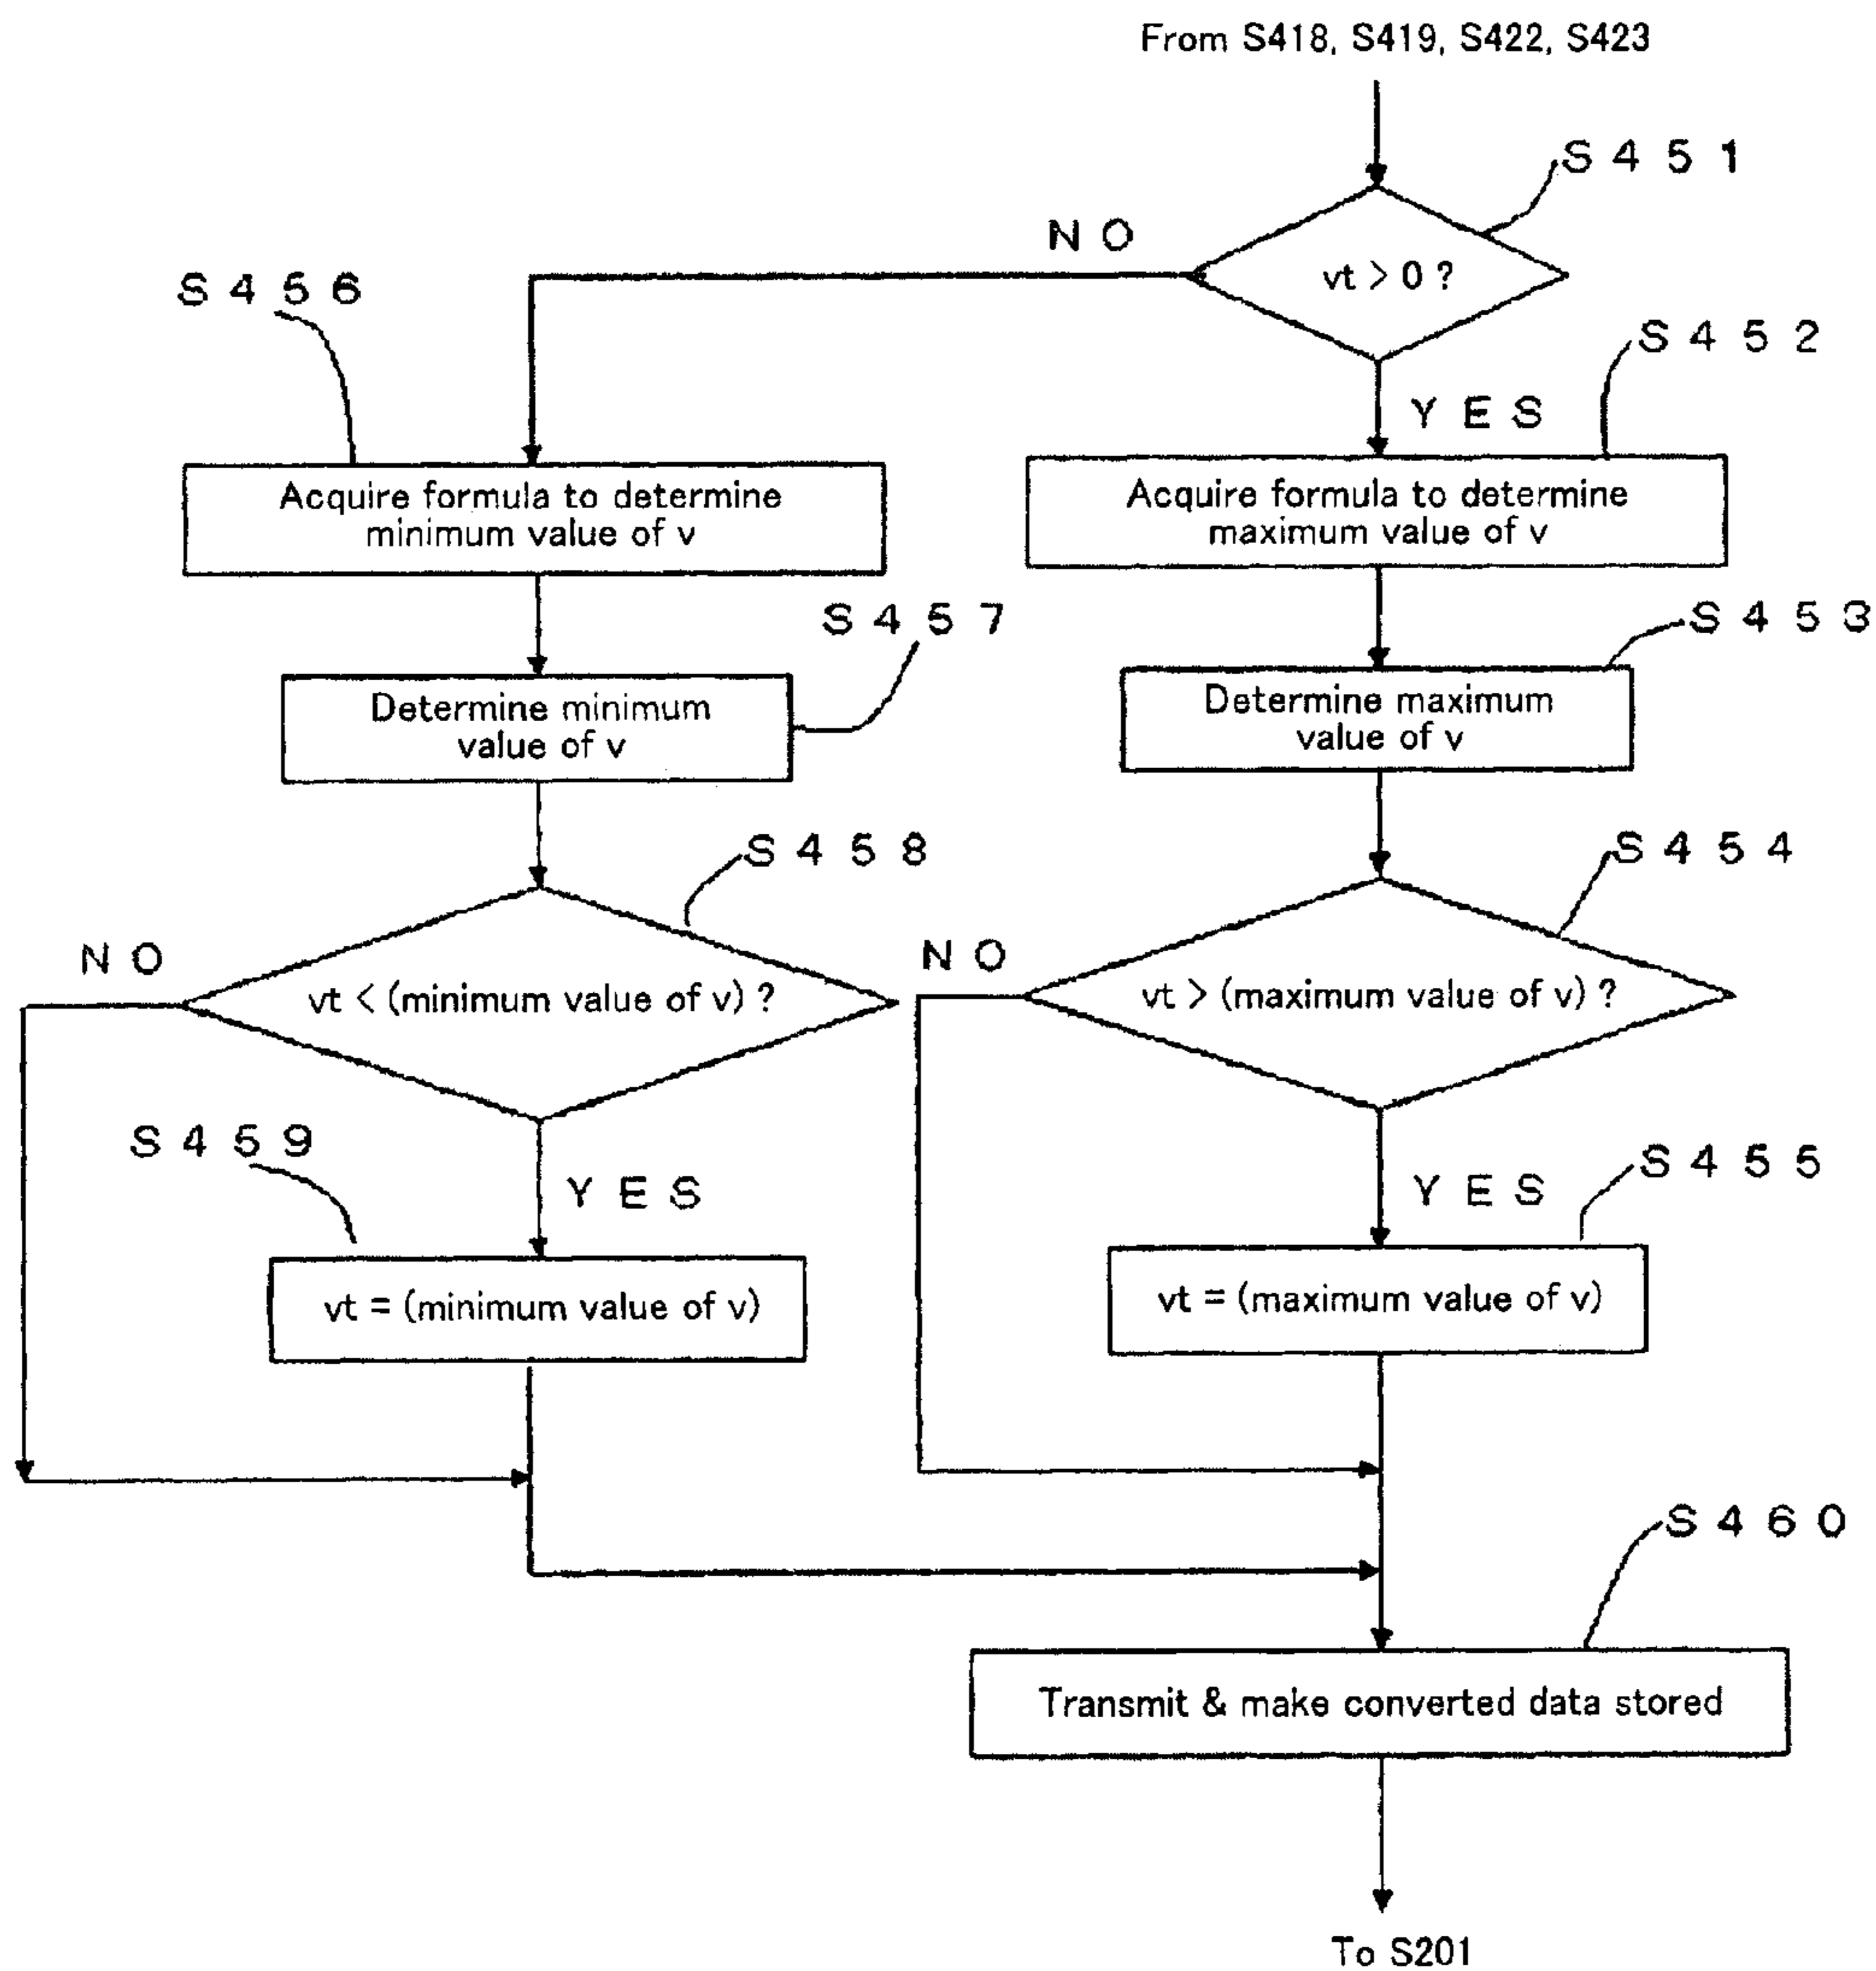 From S418, S419, S422, S423
S451
NO
vt > 0 ?
S456
S452
YES
Acquire formula to determine
minimum value of v
Acquire formula to determine
maximum value of v
S457
S453
Determine minimum
value of v
Determine maximum
value of v
S458
S454
NO
vt < (minimum value of v) ?
NO
vt > (maximum value of v) ?
S459
YES
YES
S455
vt = (minimum value of v)
vt = (maximum value of v)
S460
Transmit & make converted data stored
To S201